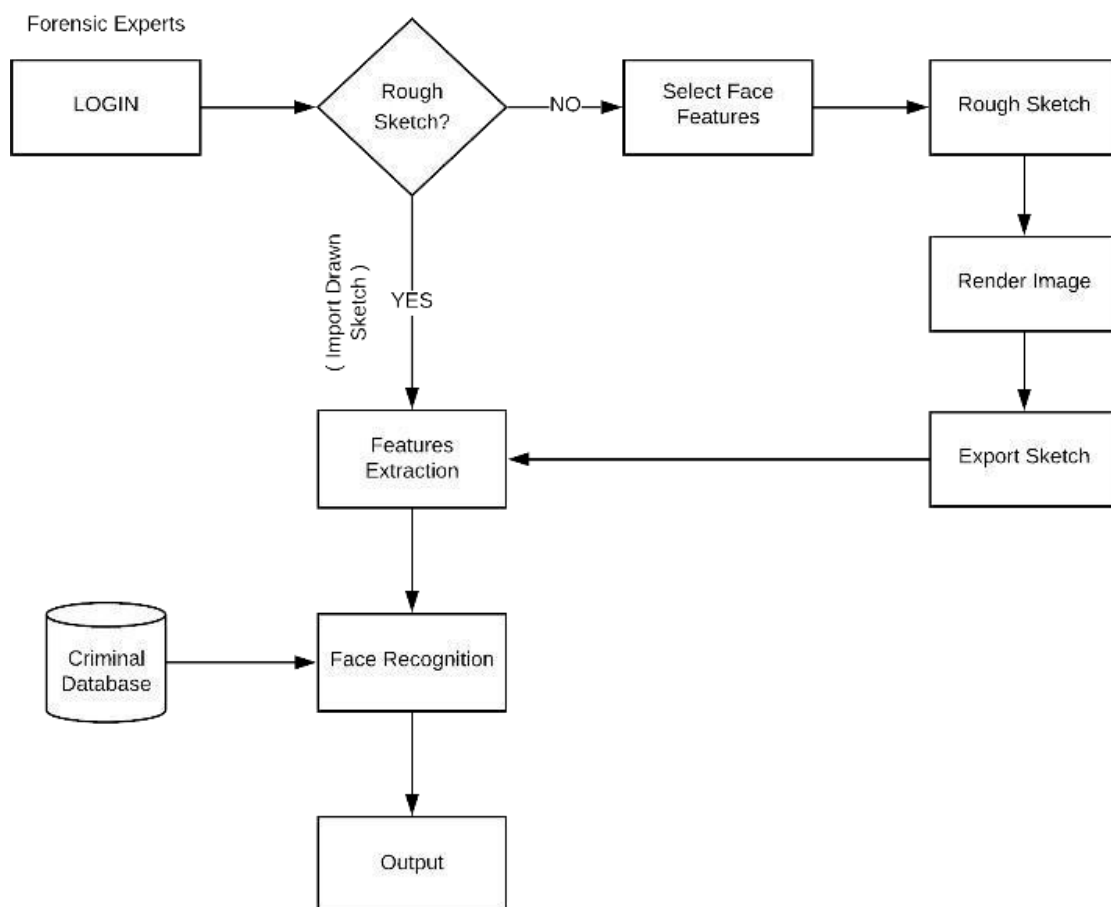 Forensic Experts
LOGIN
Rough
Sketch?
NO
Select Face
Features
Rough Sketch
Render Image
( Import Drawn
Sketch )
YES
Features
Extraction
Export Sketch
Criminal
Database
Face Recognition
Output